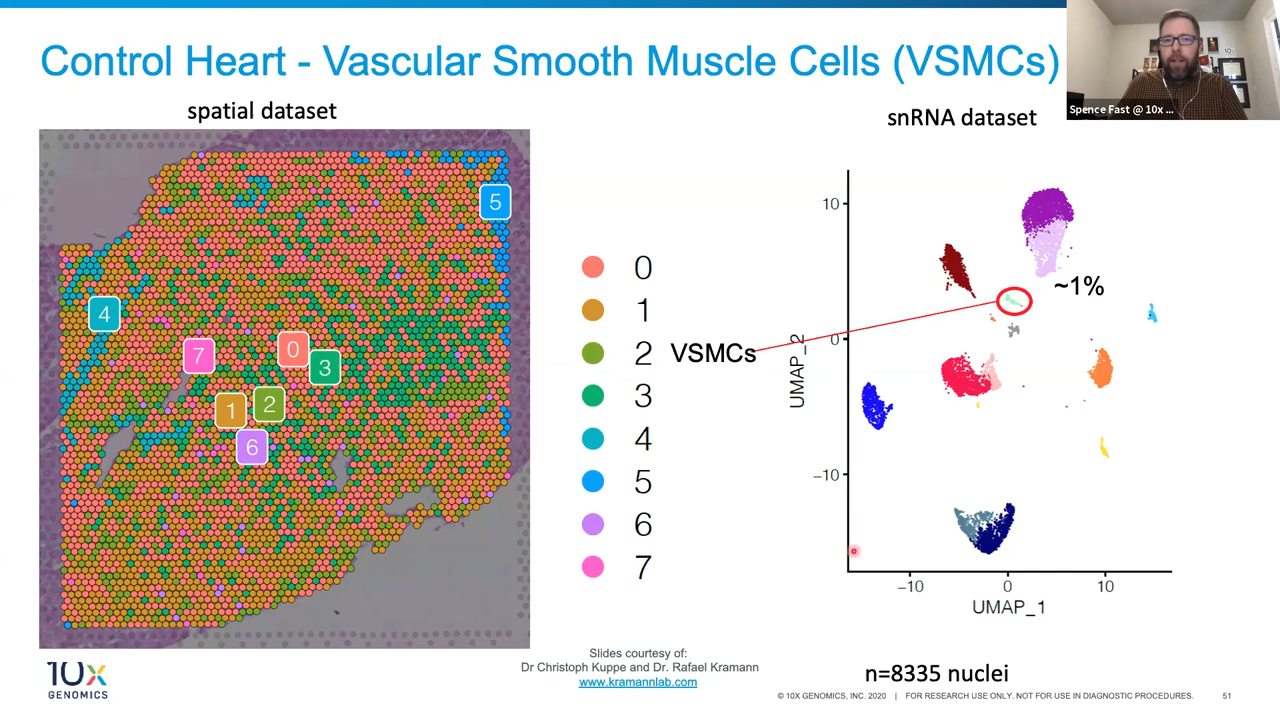 Control Heart - Vascular Smooth Muscle Cells (VSMCs)
Spence Fast @ 10x ...
spatial dataset
snRNA dataset
5
4
7
0
3
1
2
6
0
1
2 VSMCs
3
4
5
6
7
~1%
10
0
−10
UMAP_2
−10
0
10
UMAP_1
n=8335 nuclei
Slides courtesy of:
Dr Christoph Kuppe and Dr. Rafael Kramann
www.kramannlab.com
10X
GENOMICS
© 10X GENOMICS, INC. 2020 | FOR RESEARCH USE ONLY. NOT FOR USE IN DIAGNOSTIC PROCEDURES.
51